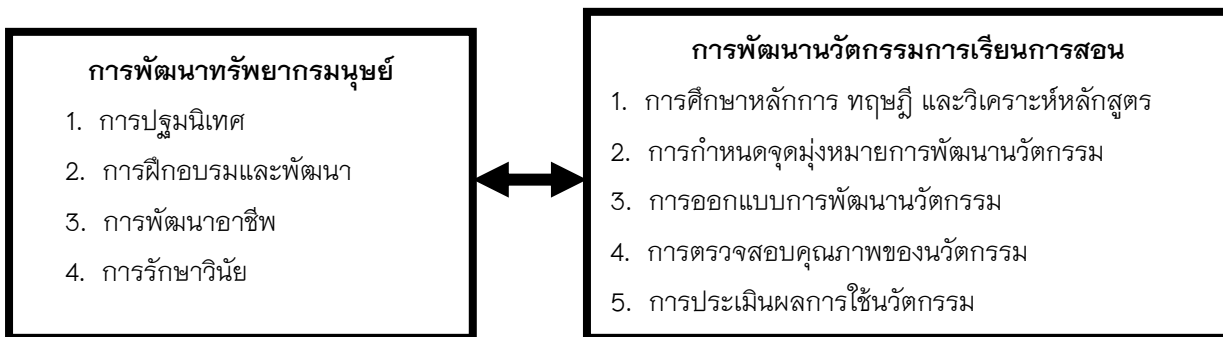 การพัฒนาทรัพยากรมนุษย์
1. การปฐมนิเทศ
2. การฝึกอบรมและพัฒนา
3. การพัฒนาอาชีพ
4. การรักษาวินัย
การพัฒนานวัตกรรมการเรียนการสอน
1. การศึกษาหลักการ ทฤษฎี และวิเคราะห์หลักสูตร
2. การกำหนดจุดมุ่งหมายการพัฒนานวัตกรรม
3. การออกแบบการพัฒนานวัตกรรม
4. การตรวจสอบคุณภาพของนวัตกรรม
5. การประเมินผลการใช้นวัตกรรม